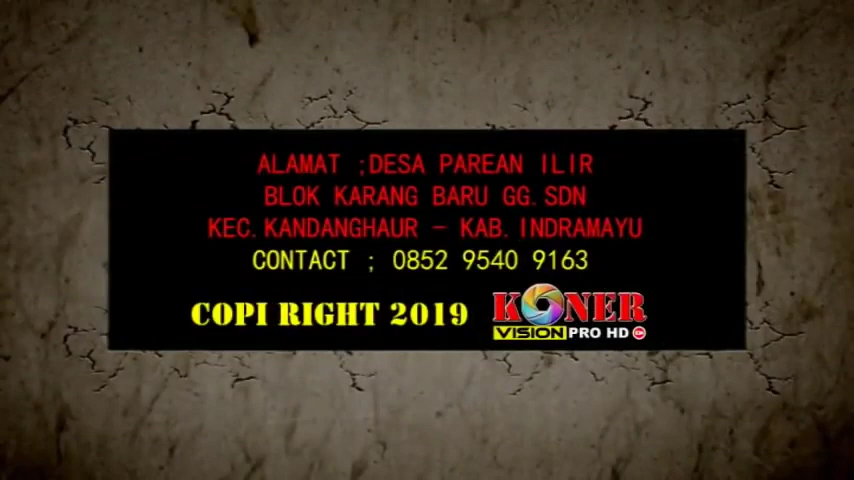 ALAMAT ;DESA PAREAN ILIR
BLOK KARANG BARU GG.SDN
KEC.KANDANGHAUR - KAB.INDRAMAYU
CONTACT ; 0852 9540 9163
COPI RIGHT 2019
KONER
VISION PRO HD